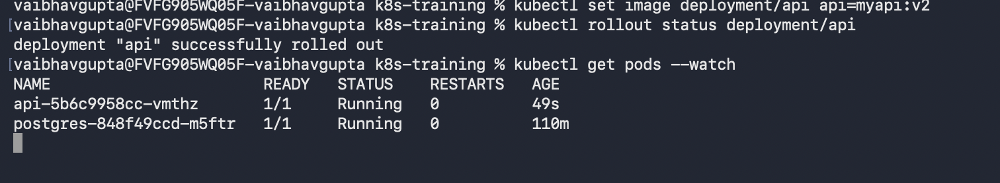 vaibhavgupta@FVFG905WQ05F-vaibhavgupta k8s-training % kubectl set image deployment/api api=myapi:v2
[vaibhavgupta@FVFG905WQ05F-vaibhavgupta k8s-training % kubectl rollout status deployment/api
deployment "api" successfully rolled out
[vaibhavgupta@FVFG905WQ05F-vaibhavgupta k8s-training % kubectl get pods --watch
NAME READY STATUS RESTARTS AGE
api-5b6c9958cc-vmthz 1/1 Running 0 49s
postgres-848f49ccd-m5ftr 1/1 Running 0 110m